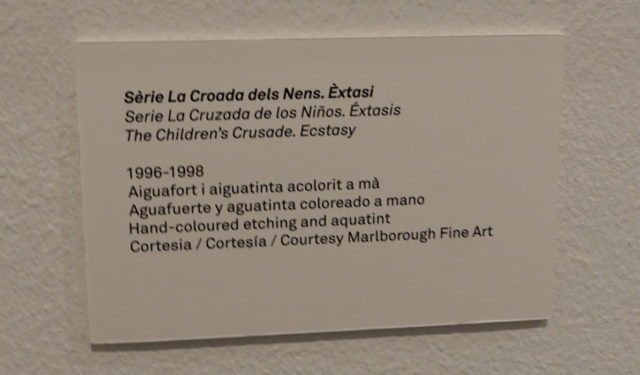 Sèrie La Croada dels Nens. Èxtasi
Serie La Cruzada de los Niños. Éxtasis
The Children's Crusade. Ecstasy
1996-1998
Aiguafort i aiguatinta acolorit a mà
Aguafuerte y aguatinta coloreado a mano
Hand-coloured etching and aquatint
Cortesia / Cortesía / Courtesy Marlborough Fine Art